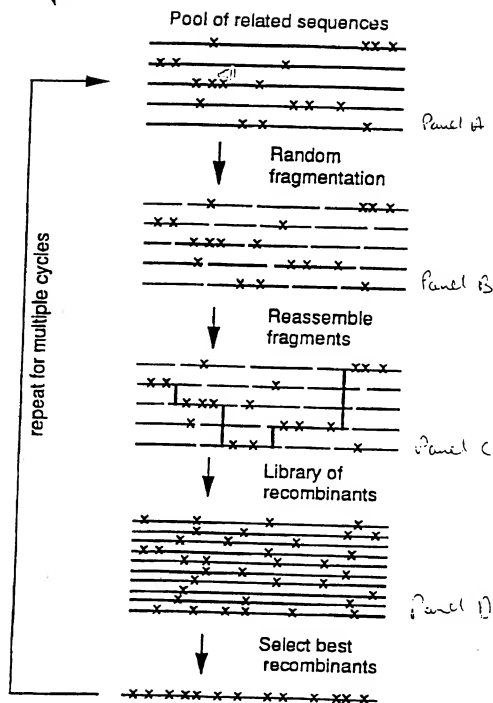 Pool of related sequences
Panel A
Random
fragmentation
Panel B
Reassemble
fragments
Panel C
Library of
recombinants
Panel D
Select best
recombinants
repeat for multiple cycles